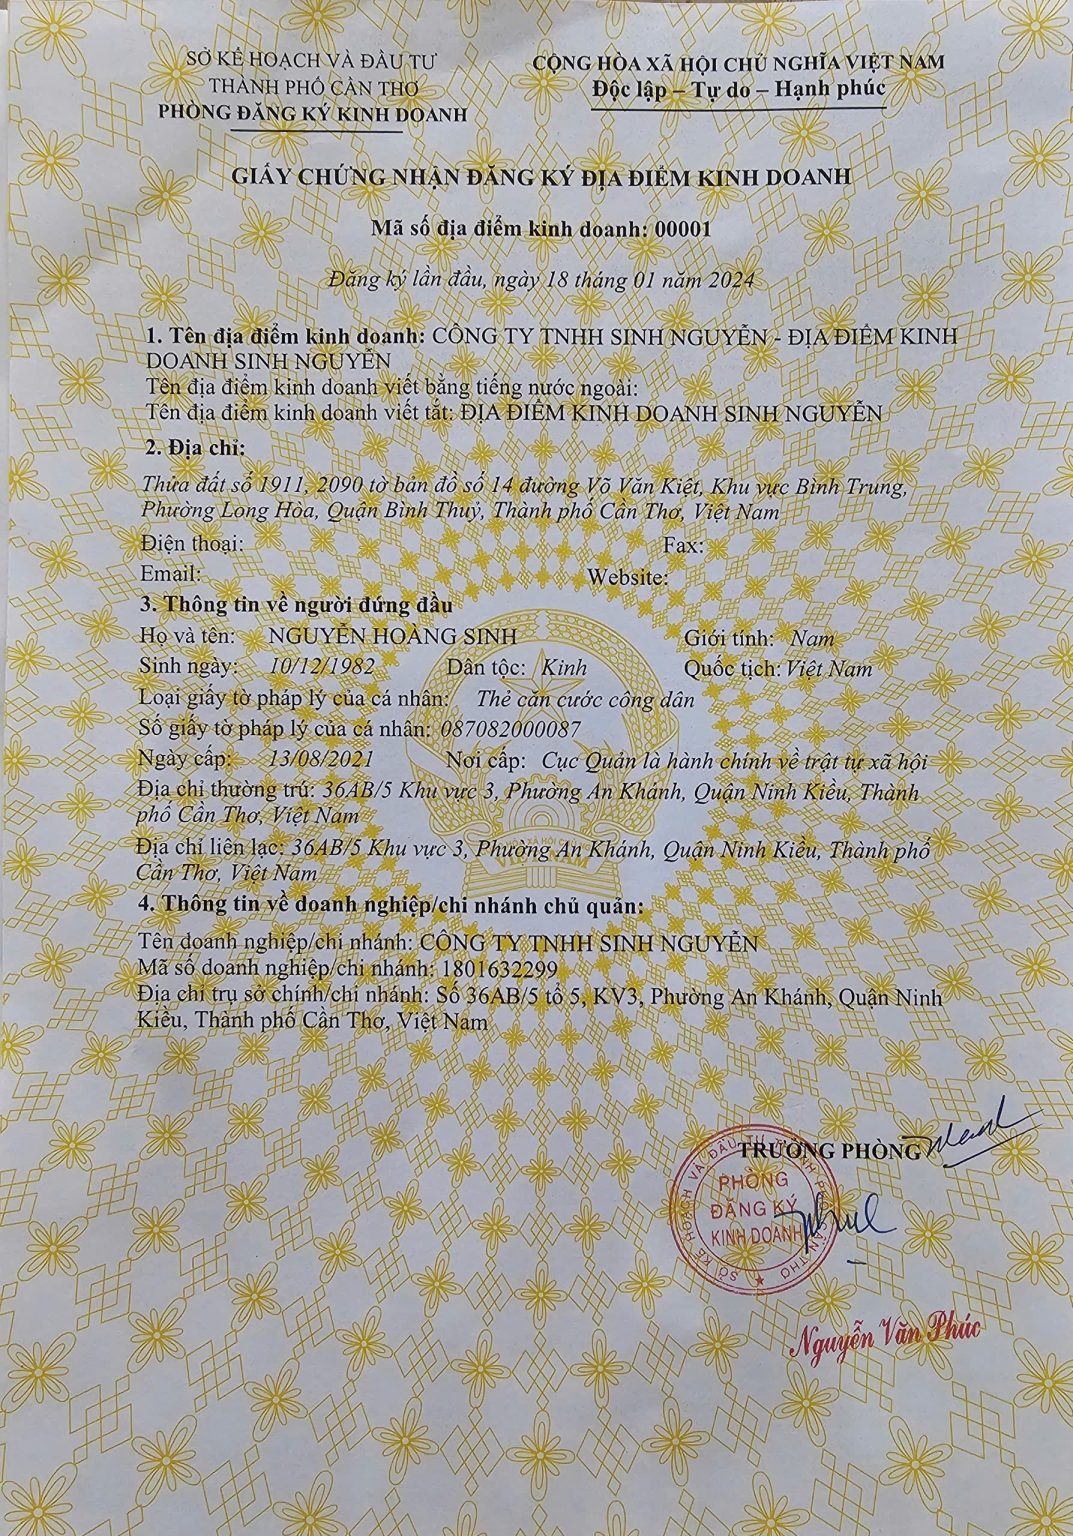 SỞ KẾ HOẠCH VÀ ĐẦU TƯ
THÀNH PHỐ CẦN THƠ
PHÒNG ĐĂNG KÝ KINH DOANH
CỘNG HÒA XÃ HỘI CHỦ NGHĨA VIỆT NAM
Độc lập – Tự do – Hạnh phúc
GIẤY CHỨNG NHẬN ĐĂNG KÝ ĐỊA ĐIỂM KINH DOANH
Mã số địa điểm kinh doanh: 00001
Đăng ký lần đầu, ngày 18 tháng 01 năm 2024
1. Tên địa điểm kinh doanh: CÔNG TY TNHH SINH NGUYỄN - ĐỊA ĐIỂM KINH
DOANH SINH NGUYỄN
Tên địa điểm kinh doanh viết bằng tiếng nước ngoài:
Tên địa điểm kinh doanh viết tắt: ĐỊA ĐIỂM KINH DOANH SINH NGUYỄN
2. Địa chỉ:
Thửa đất số 1911, 2090 tờ bản đồ số 14 đường Võ Văn Kiệt, Khu vực Bình Trung,
Phường Long Hòa, Quận Bình Thuỷ, Thành phố Cần Thơ, Việt Nam
Điện thoại: Fax:
Email: Website:
3. Thông tin về người đứng đầu
Họ và tên: NGUYỄN HOÀNG SINH Giới tính: Nam
Sinh ngày: 10/12/1982 Dân tộc: Kinh Quốc tịch: Việt Nam
Loại giấy tờ pháp lý của cá nhân: Thẻ căn cước công dân
Số giấy tờ pháp lý của cá nhân: 087082000087
Ngày cấp: 13/08/2021 Nơi cấp: Cục Quản là hành chính về trật tự xã hội
Địa chỉ thường trú: 36AB/5 Khu vực 3, Phường An Khánh, Quận Ninh Kiều, Thành
phố Cần Thơ, Việt Nam
Địa chỉ liên lạc: 36AB/5 Khu vực 3, Phường An Khánh, Quận Ninh Kiều, Thành phố
Cần Thơ, Việt Nam
4. Thông tin về doanh nghiệp/chi nhánh chủ quản:
Tên doanh nghiệp/chi nhánh: CÔNG TY TNHH SINH NGUYỄN
Mã số doanh nghiệp/chi nhánh: 1801632299
Địa chỉ trụ sở chính/chi nhánh: Số 36AB/5 tổ 5, KV3, Phường An Khánh, Quận Ninh
Kiều, Thành phố Cần Thơ, Việt Nam
TRƯỞNG PHÒNG
PHÒNG
ĐĂNG KÝ
KINH DOANH
SỞ KẾ HOẠCH VÀ ĐẦU TƯ THÀNH PHỐ CẦN THƠ
Nguyễn Văn Phúc